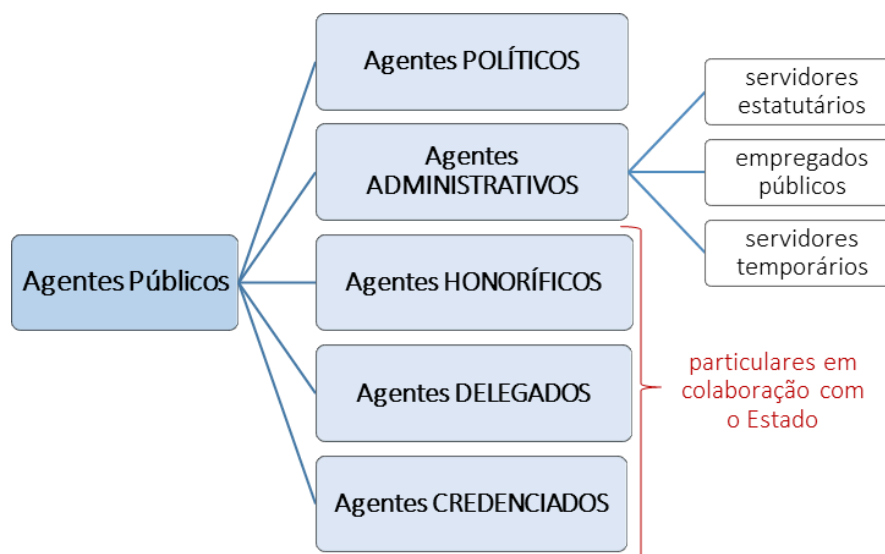 Agentes Públicos
Agentes POLÍTICOS
Agentes
ADMINISTRATIVOS
Agentes HONORÍFICOS
Agentes DELEGADOS
Agentes CREDENCIADOS
servidores
estatutários
empregados
públicos
servidores
temporários
particulares em
colaboração com
o Estado